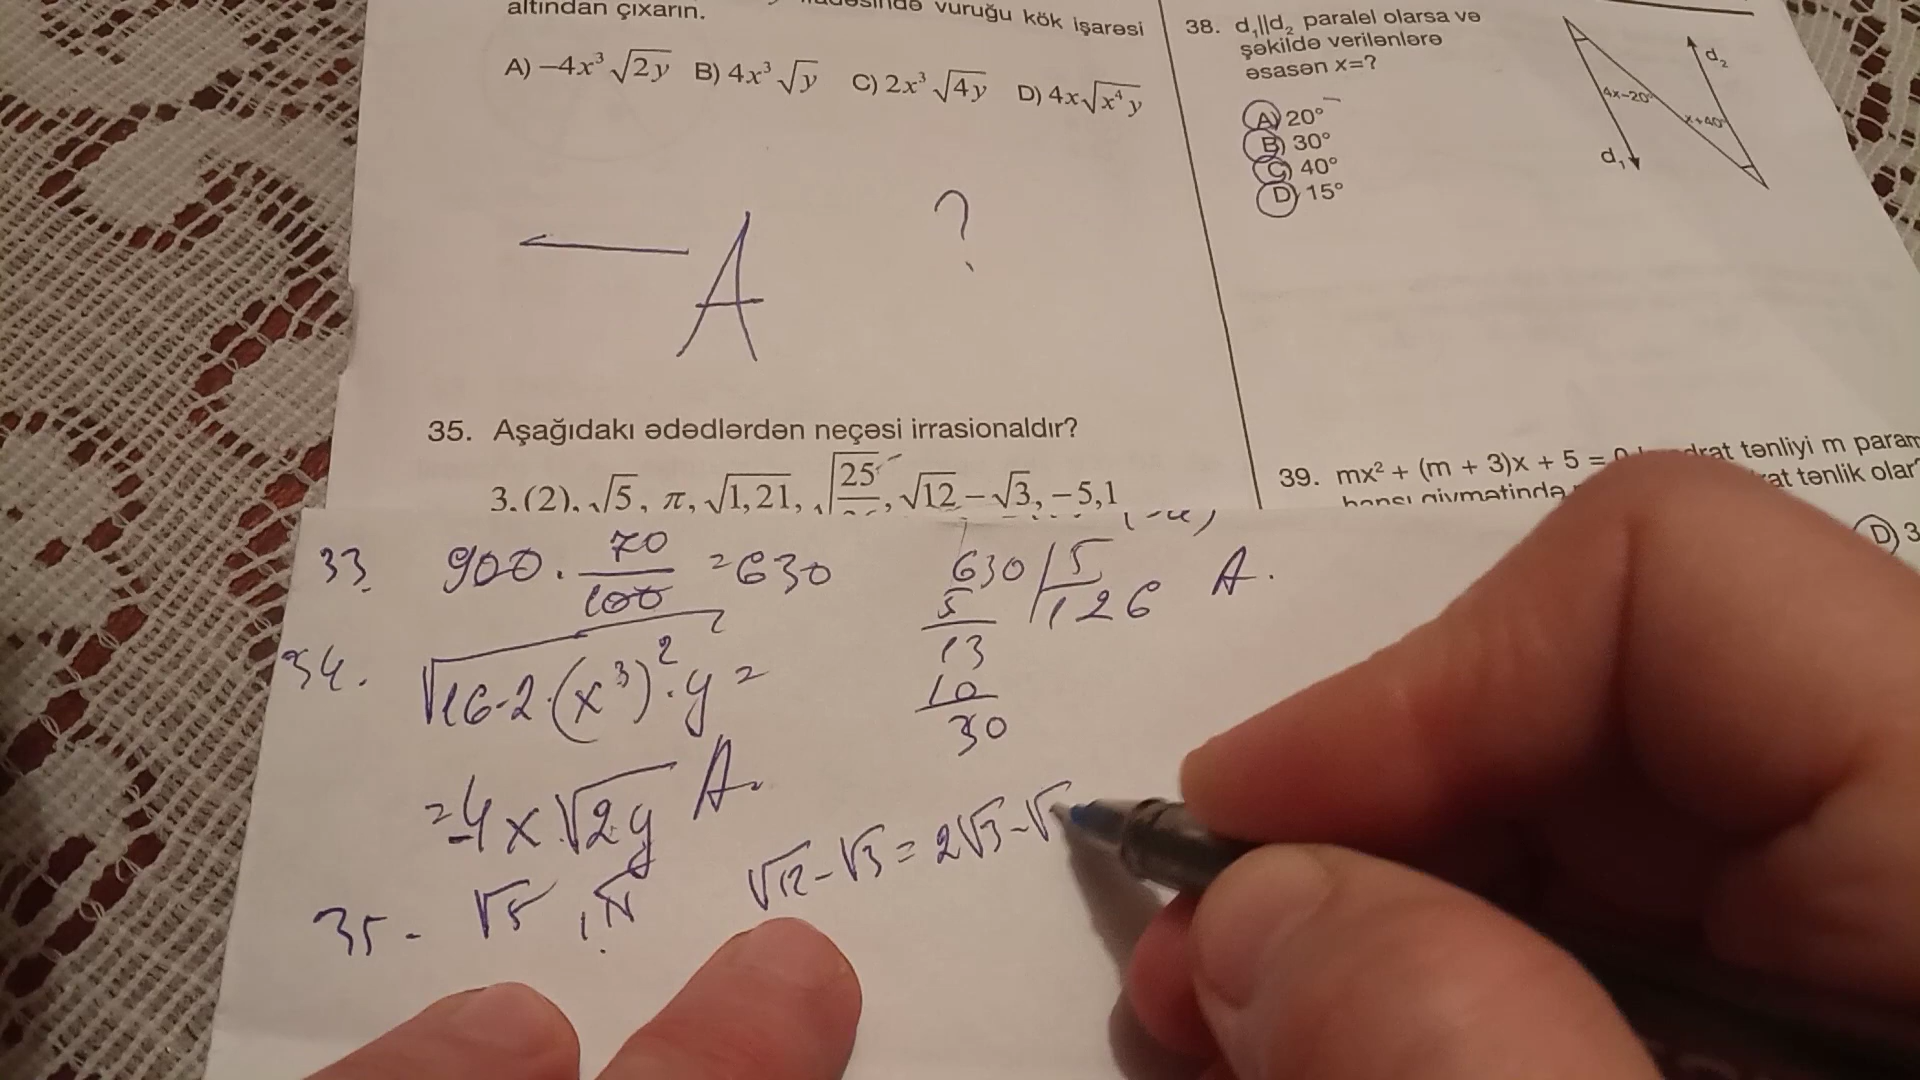 vuruğu kök işarəsi
altından çıxarın.
A) −4x³√2y B) 4x³√y C) 2x³√4y D) 4x√x⁴y
A ?
35. Aşağıdakı ədədlərdən neçəsi irrasionaldır?
3,(2), √5, π, √1,21, √25, √12 − √3, −5,1
38. d₁||d₂ paralel olarsa və
şəkildə verilənlərə
əsasən x=?
A) 20°
B) 30°
C) 40°
D) 15°
d₂
4x−20°
x+40°
d₁
39. mx² + (m + 3)x + 5 = 0 tənliyi m
tənlik olar
D) 3
33. 900 · 70/100 = 630
630 5 A.
5 126
13
10
30
34. √16·2·(x³)²·y =
= −4x√2y A.
35. √5, π √12 − √3 = 2√3 − √